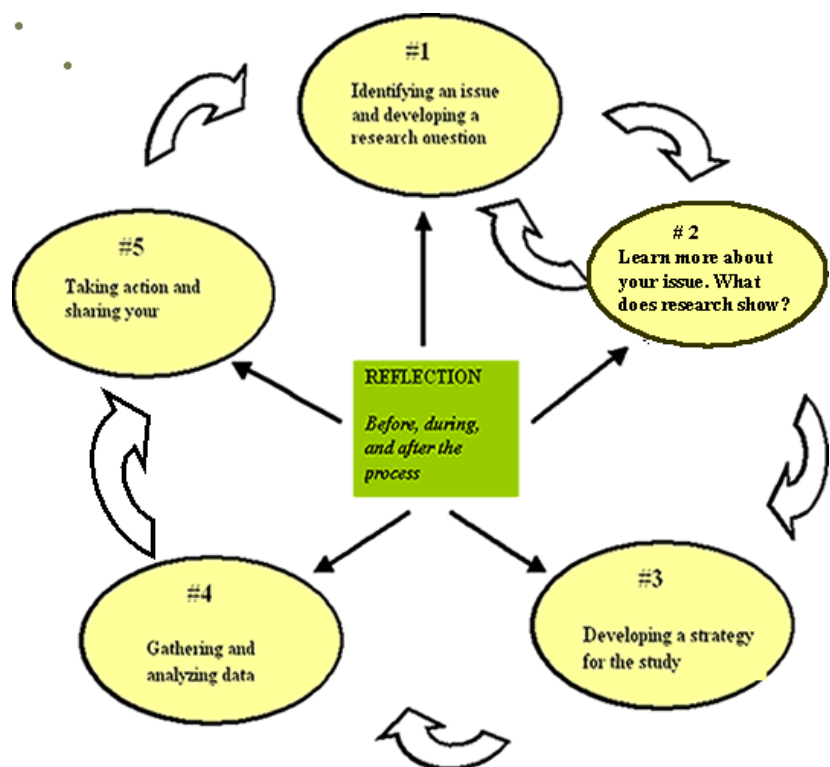 #1
Identifying an issue
and developing a
research question
# 2
Learn more about
your issue. What
does research show?
#5
Taking action and
sharing your
REFLECTION
Before, during,
and after the
process
#3
Developing a strategy
for the study
#4
Gathering and
analyzing data